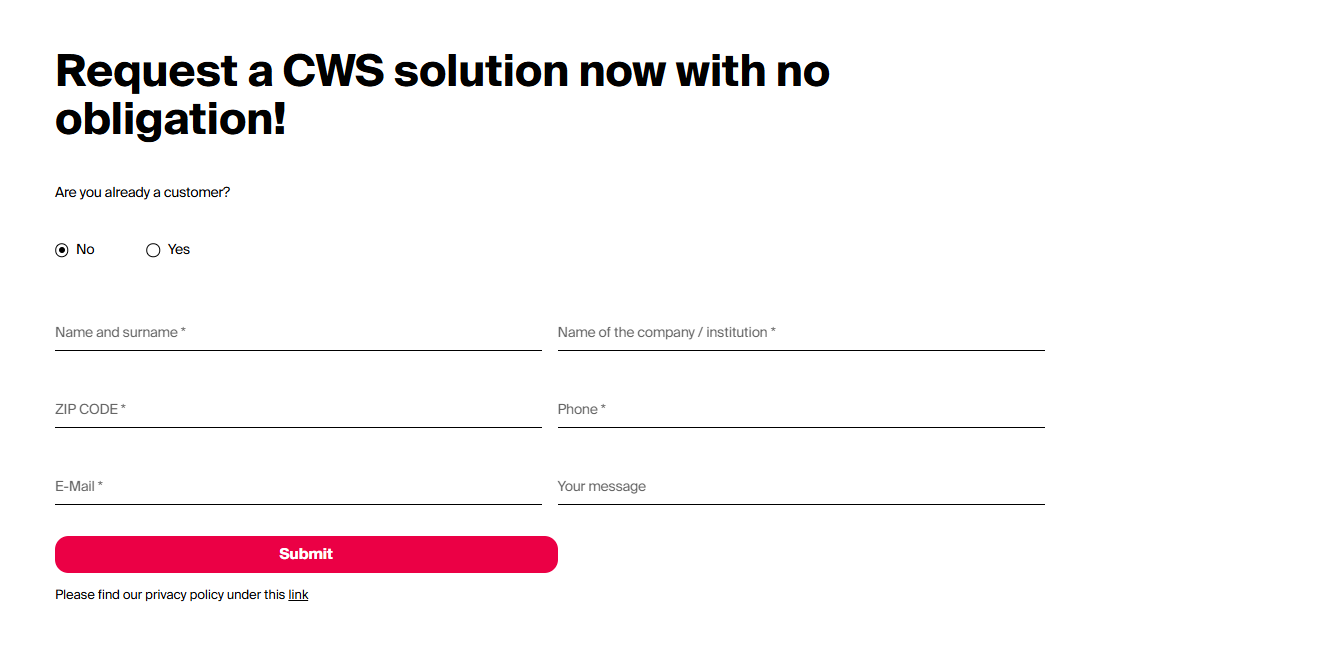 Request a CWS solution now with no
obligation!
Are you already a customer?
No Yes
Name and surname * Name of the company / institution *
ZIP CODE * Phone *
E-Mail * Your message
Submit
Please find our privacy policy under this link